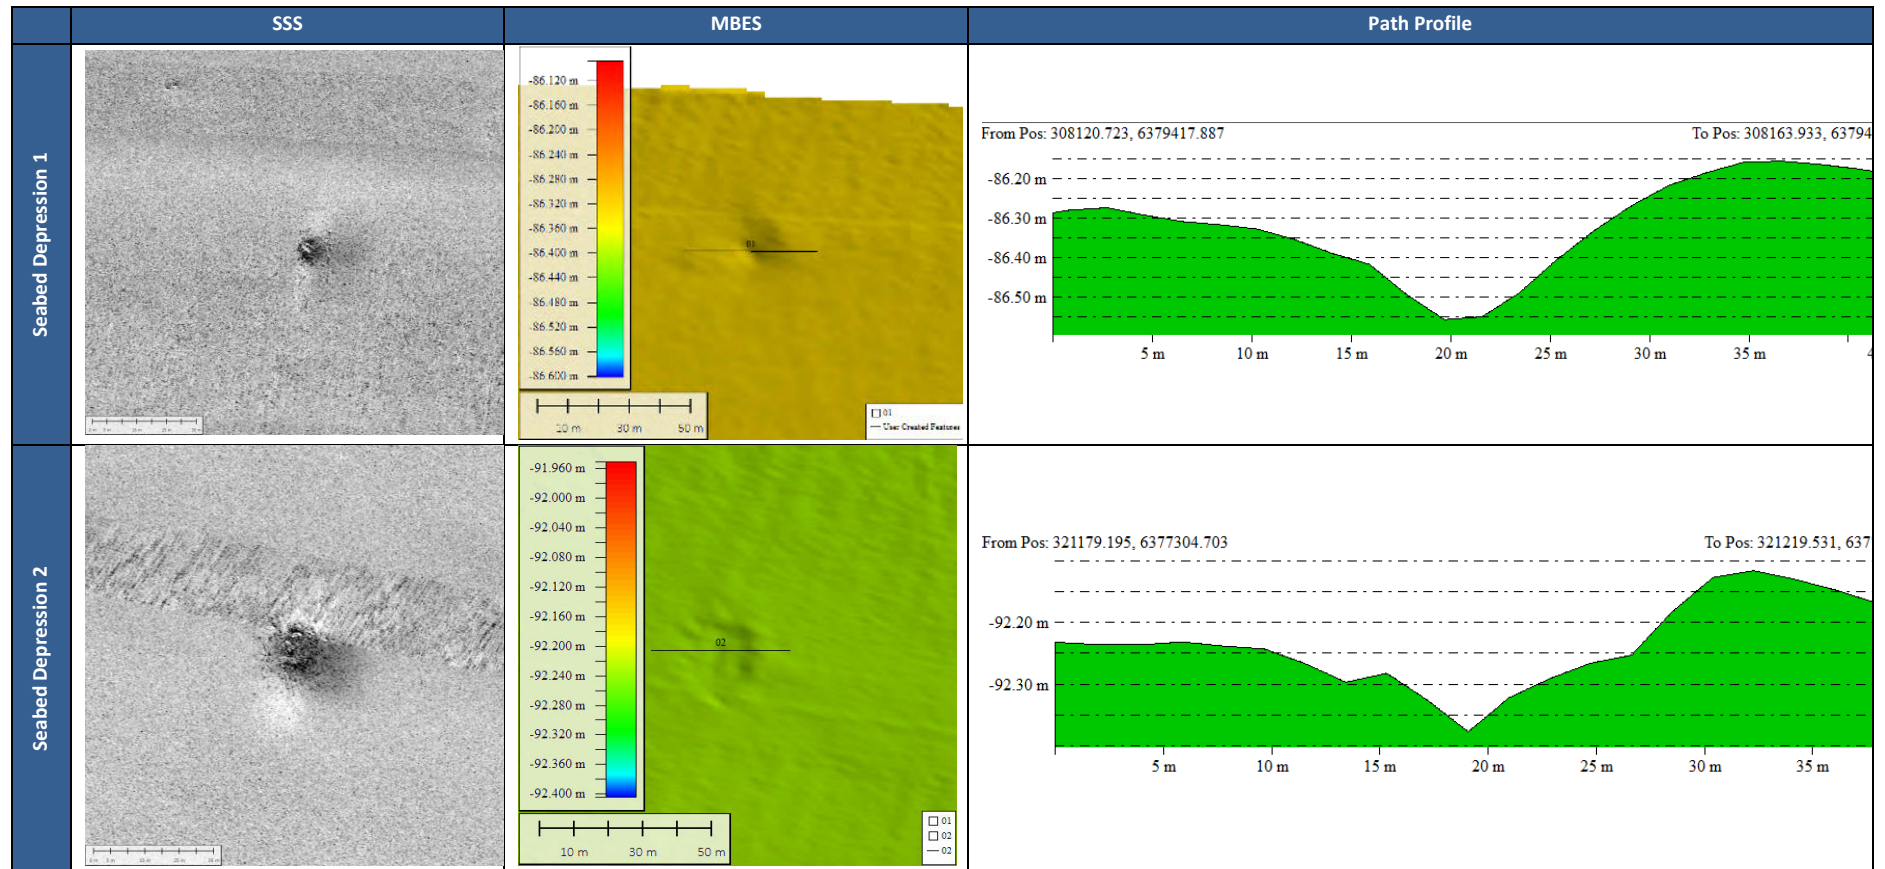 SSS
MBES
Path Profile
Seabed Depression 1
-86.120 m
-86.160 m
-86.200 m
-86.240 m
-86.280 m
-86.320 m
-86.360 m
-86.400 m
-86.440 m
-86.480 m
-86.520 m
-86.560 m
-86.600 m
01
10 m
30 m
50 m
01
User Created Features
From Pos: 308120.723, 6379417.887
To Pos: 308163.933, 63794
-86.20 m
-86.30 m
-86.40 m
-86.50 m
5 m
10 m
15 m
20 m
25 m
30 m
35 m
4
Seabed Depression 2
-91.960 m
-92.000 m
-92.040 m
-92.080 m
-92.120 m
-92.160 m
-92.200 m
-92.240 m
-92.280 m
-92.320 m
-92.360 m
-92.400 m
02
10 m
30 m
50 m
01
02
02
From Pos: 321179.195, 6377304.703
To Pos: 321219.531, 637
-92.20 m
-92.30 m
5 m
10 m
15 m
20 m
25 m
30 m
35 m